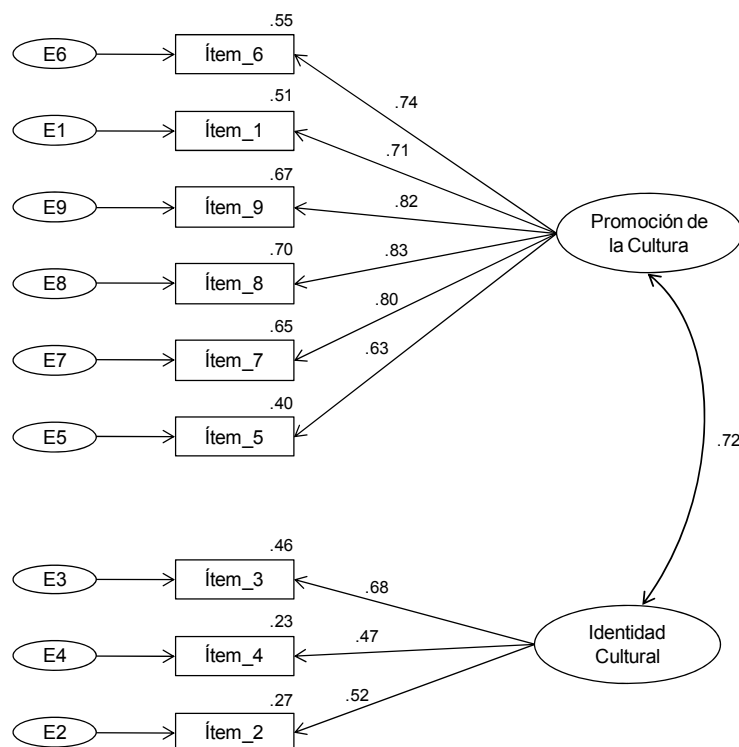 .55
E6 Ítem_6
.74
.51
E1 Ítem_1
.71
.67
E9 Ítem_9
.82
Promoción de
la Cultura
.70
E8 Ítem_8
.83
.65
E7 Ítem_7
.80
.63
.40
E5 Ítem_5
.72
.46
E3 Ítem_3
.68
.23
E4 Ítem_4
.47
Identidad
Cultural
.27
E2 Ítem_2
.52